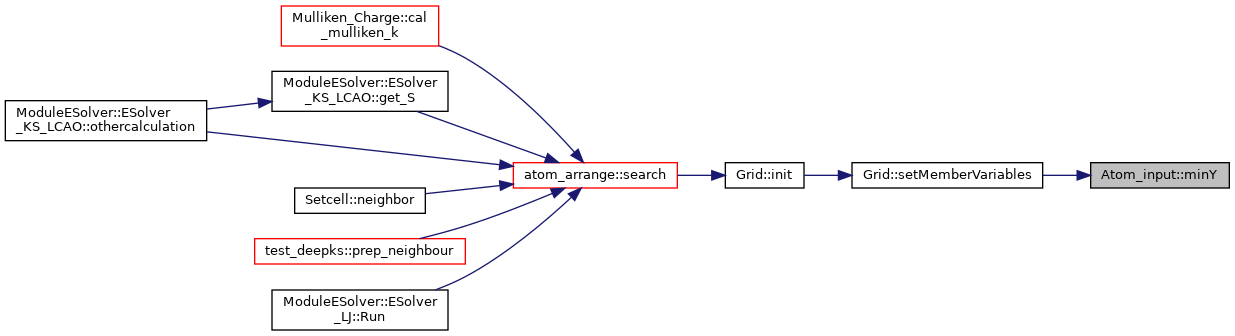 Mulliken_Charge::cal
_mulliken_k
ModuleESolver::ESolver
_KS_LCAO::get_S
ModuleESolver::ESolver
_KS_LCAO::othercalculation
atom_arrange::search
Grid::init
Grid::setMemberVariables
Atom_input::minY
Setcell::neighbor
test_deepks::prep_neighbour
ModuleESolver::ESolver
_LJ::Run